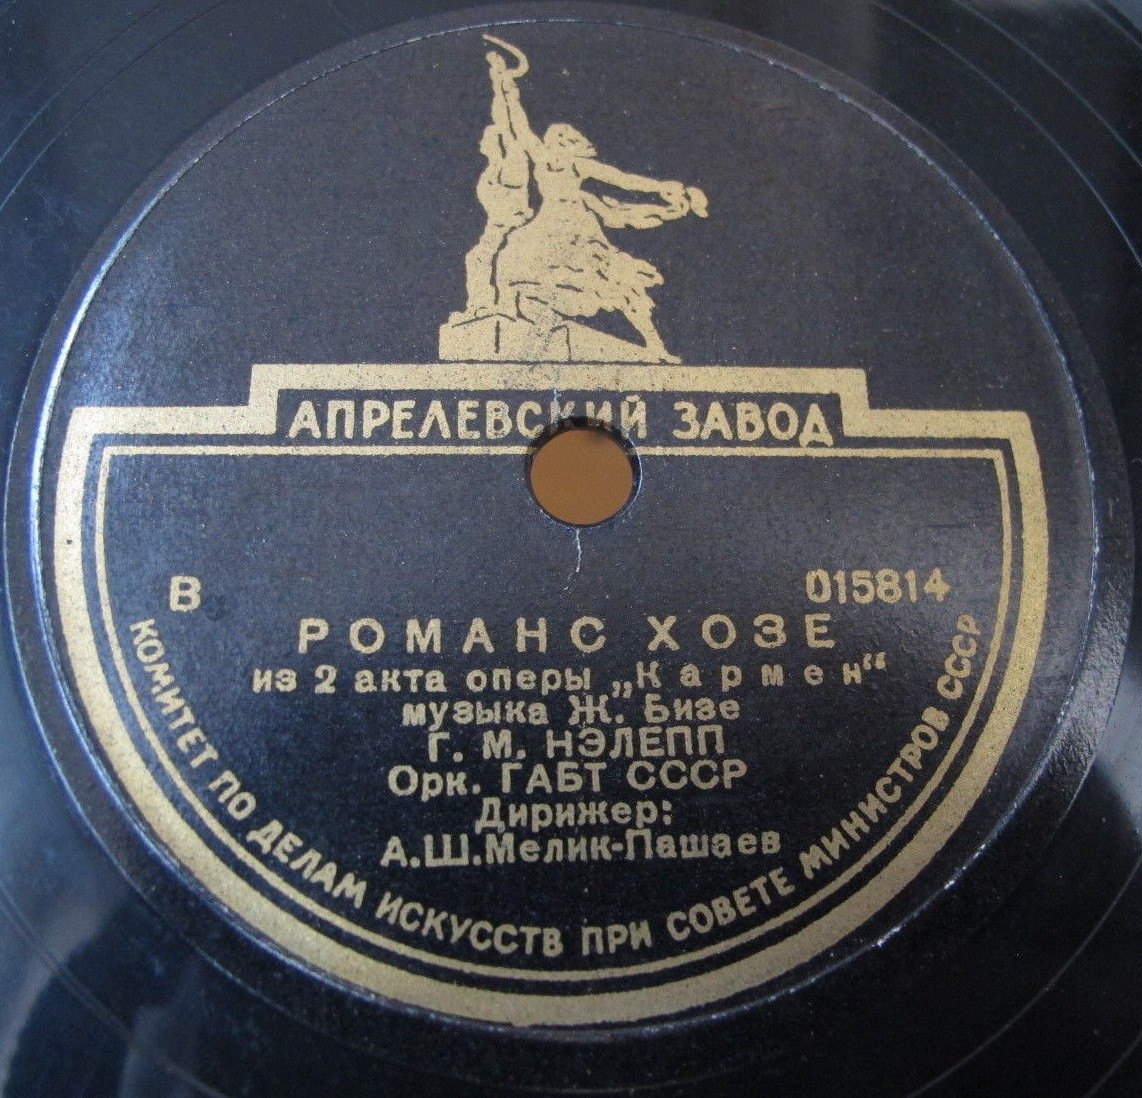 АПРЕЛЕВСКИЙ ЗАВОД
В 015814
РОМАНС ХОЗЕ
из 2 акта оперы „Кармен“
музыка Ж. Бизе
Г. М. НЭЛЕПП
Орк. ГАБТ СССР
Дирижер:
А.Ш.Мелик-Пашаев
КОМИТЕТ ПО ДЕЛАМ ИСКУССТВ ПРИ СОВЕТЕ МИНИСТРОВ СССР